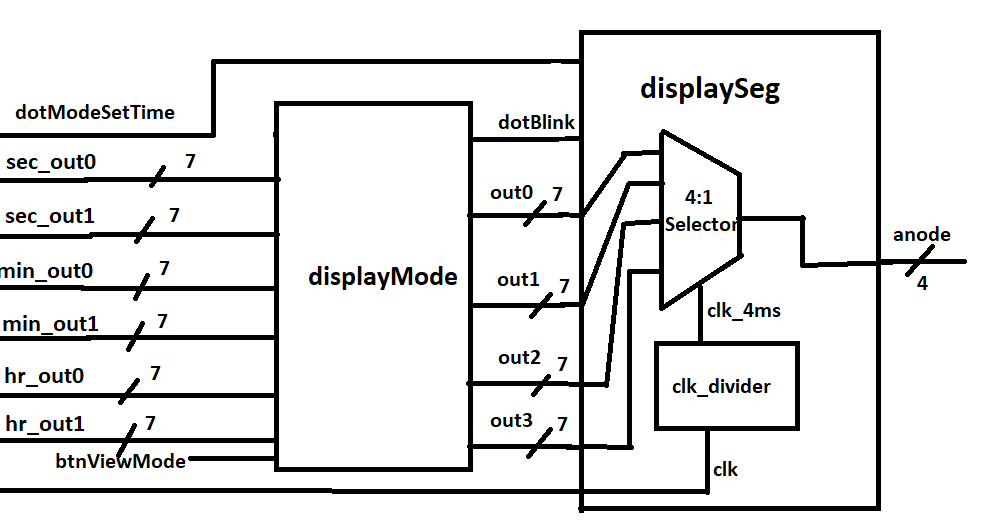 displaySeg
dotModeSetTime
dotBlink
sec_out0
7
out0
7
4:1
Selector
sec_out1
7
anode
4
min_out0
7
displayMode
out1
7
clk_4ms
min_out1
7
out2
7
clk_divider
hr_out0
7
out3
7
hr_out1
7
btnViewMode
clk